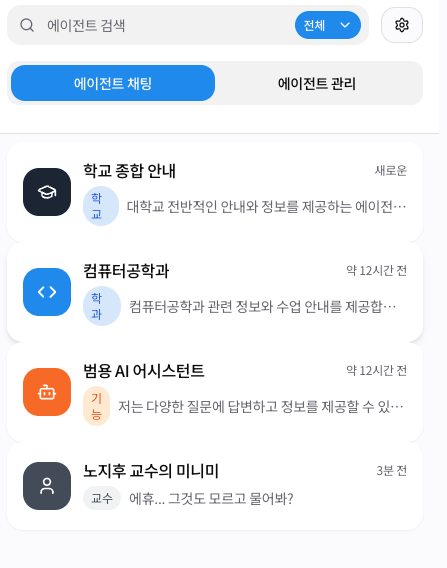 에이전트 검색
전체
에이전트 채팅
에이전트 관리
학교 종합 안내
새로운
학
교
대학교 전반적인 안내와 정보를 제공하는 에이전…
컴퓨터공학과
약 12시간 전
학
과
컴퓨터공학과 관련 정보와 수업 안내를 제공합…
범용 AI 어시스턴트
약 12시간 전
기
능
저는 다양한 질문에 답변하고 정보를 제공할 수 있…
노지후 교수의 미니미
3분 전
교수
에휴... 그것도 모르고 물어봐?